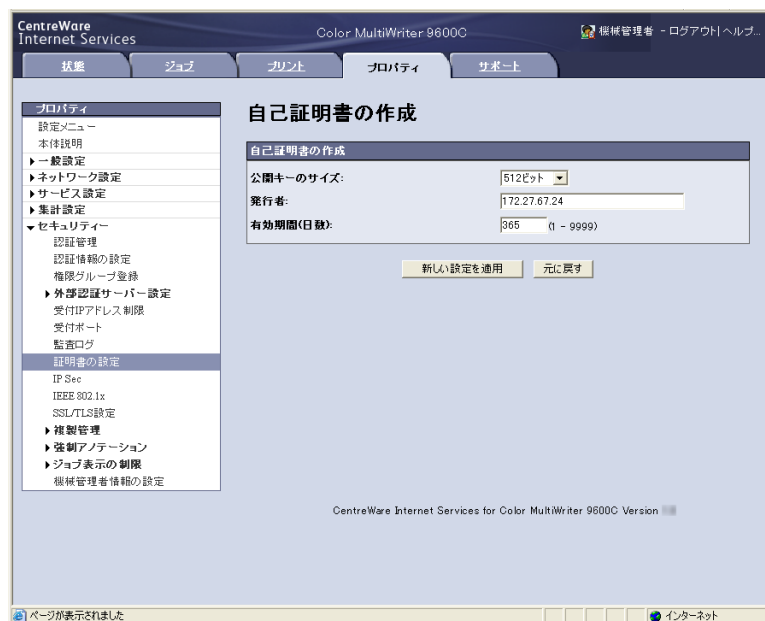 CentreWare
Internet Services
Color MultiWriter 9600C
機械管理者 - ログアウト|ヘルプ...
状態
ジョブ
プリント
プロパティ
サポート
プロパティ
設定メニュー
本体説明
一般設定
ネットワーク設定
サービス設定
集計設定
セキュリティー
認証管理
認証情報の設定
権限グループ登録
外部認証サーバー設定
受付IPアドレス制限
受付ポート
監査ログ
証明書の設定
IP Sec
IEEE 802.1x
SSL/TLS設定
複製管理
強制アノテーション
ジョブ表示の制限
機械管理者情報の設定
自己証明書の作成
自己証明書の作成
公開キーのサイズ: 512ビット
発行者: 172.27.67.24
有効期間(日数): 365 (1 - 9999)
新しい設定を適用 元に戻す
CentreWare Internet Services for Color MultiWriter 9600C Version
ページが表示されました
インターネット